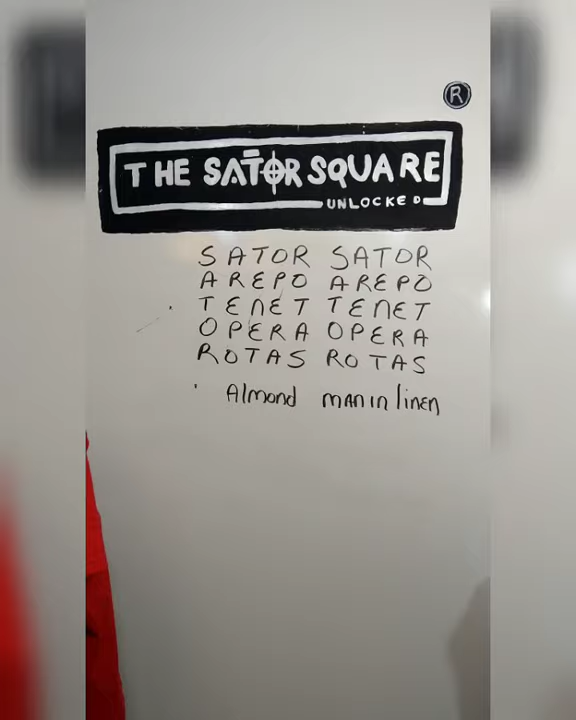 ®
THE SATOR SQUARE
UNLOCKED
SATOR SATOR
AREPO AREPO
TENET TENET
OPERA OPERA
ROTAS ROTAS
Almond man in linen